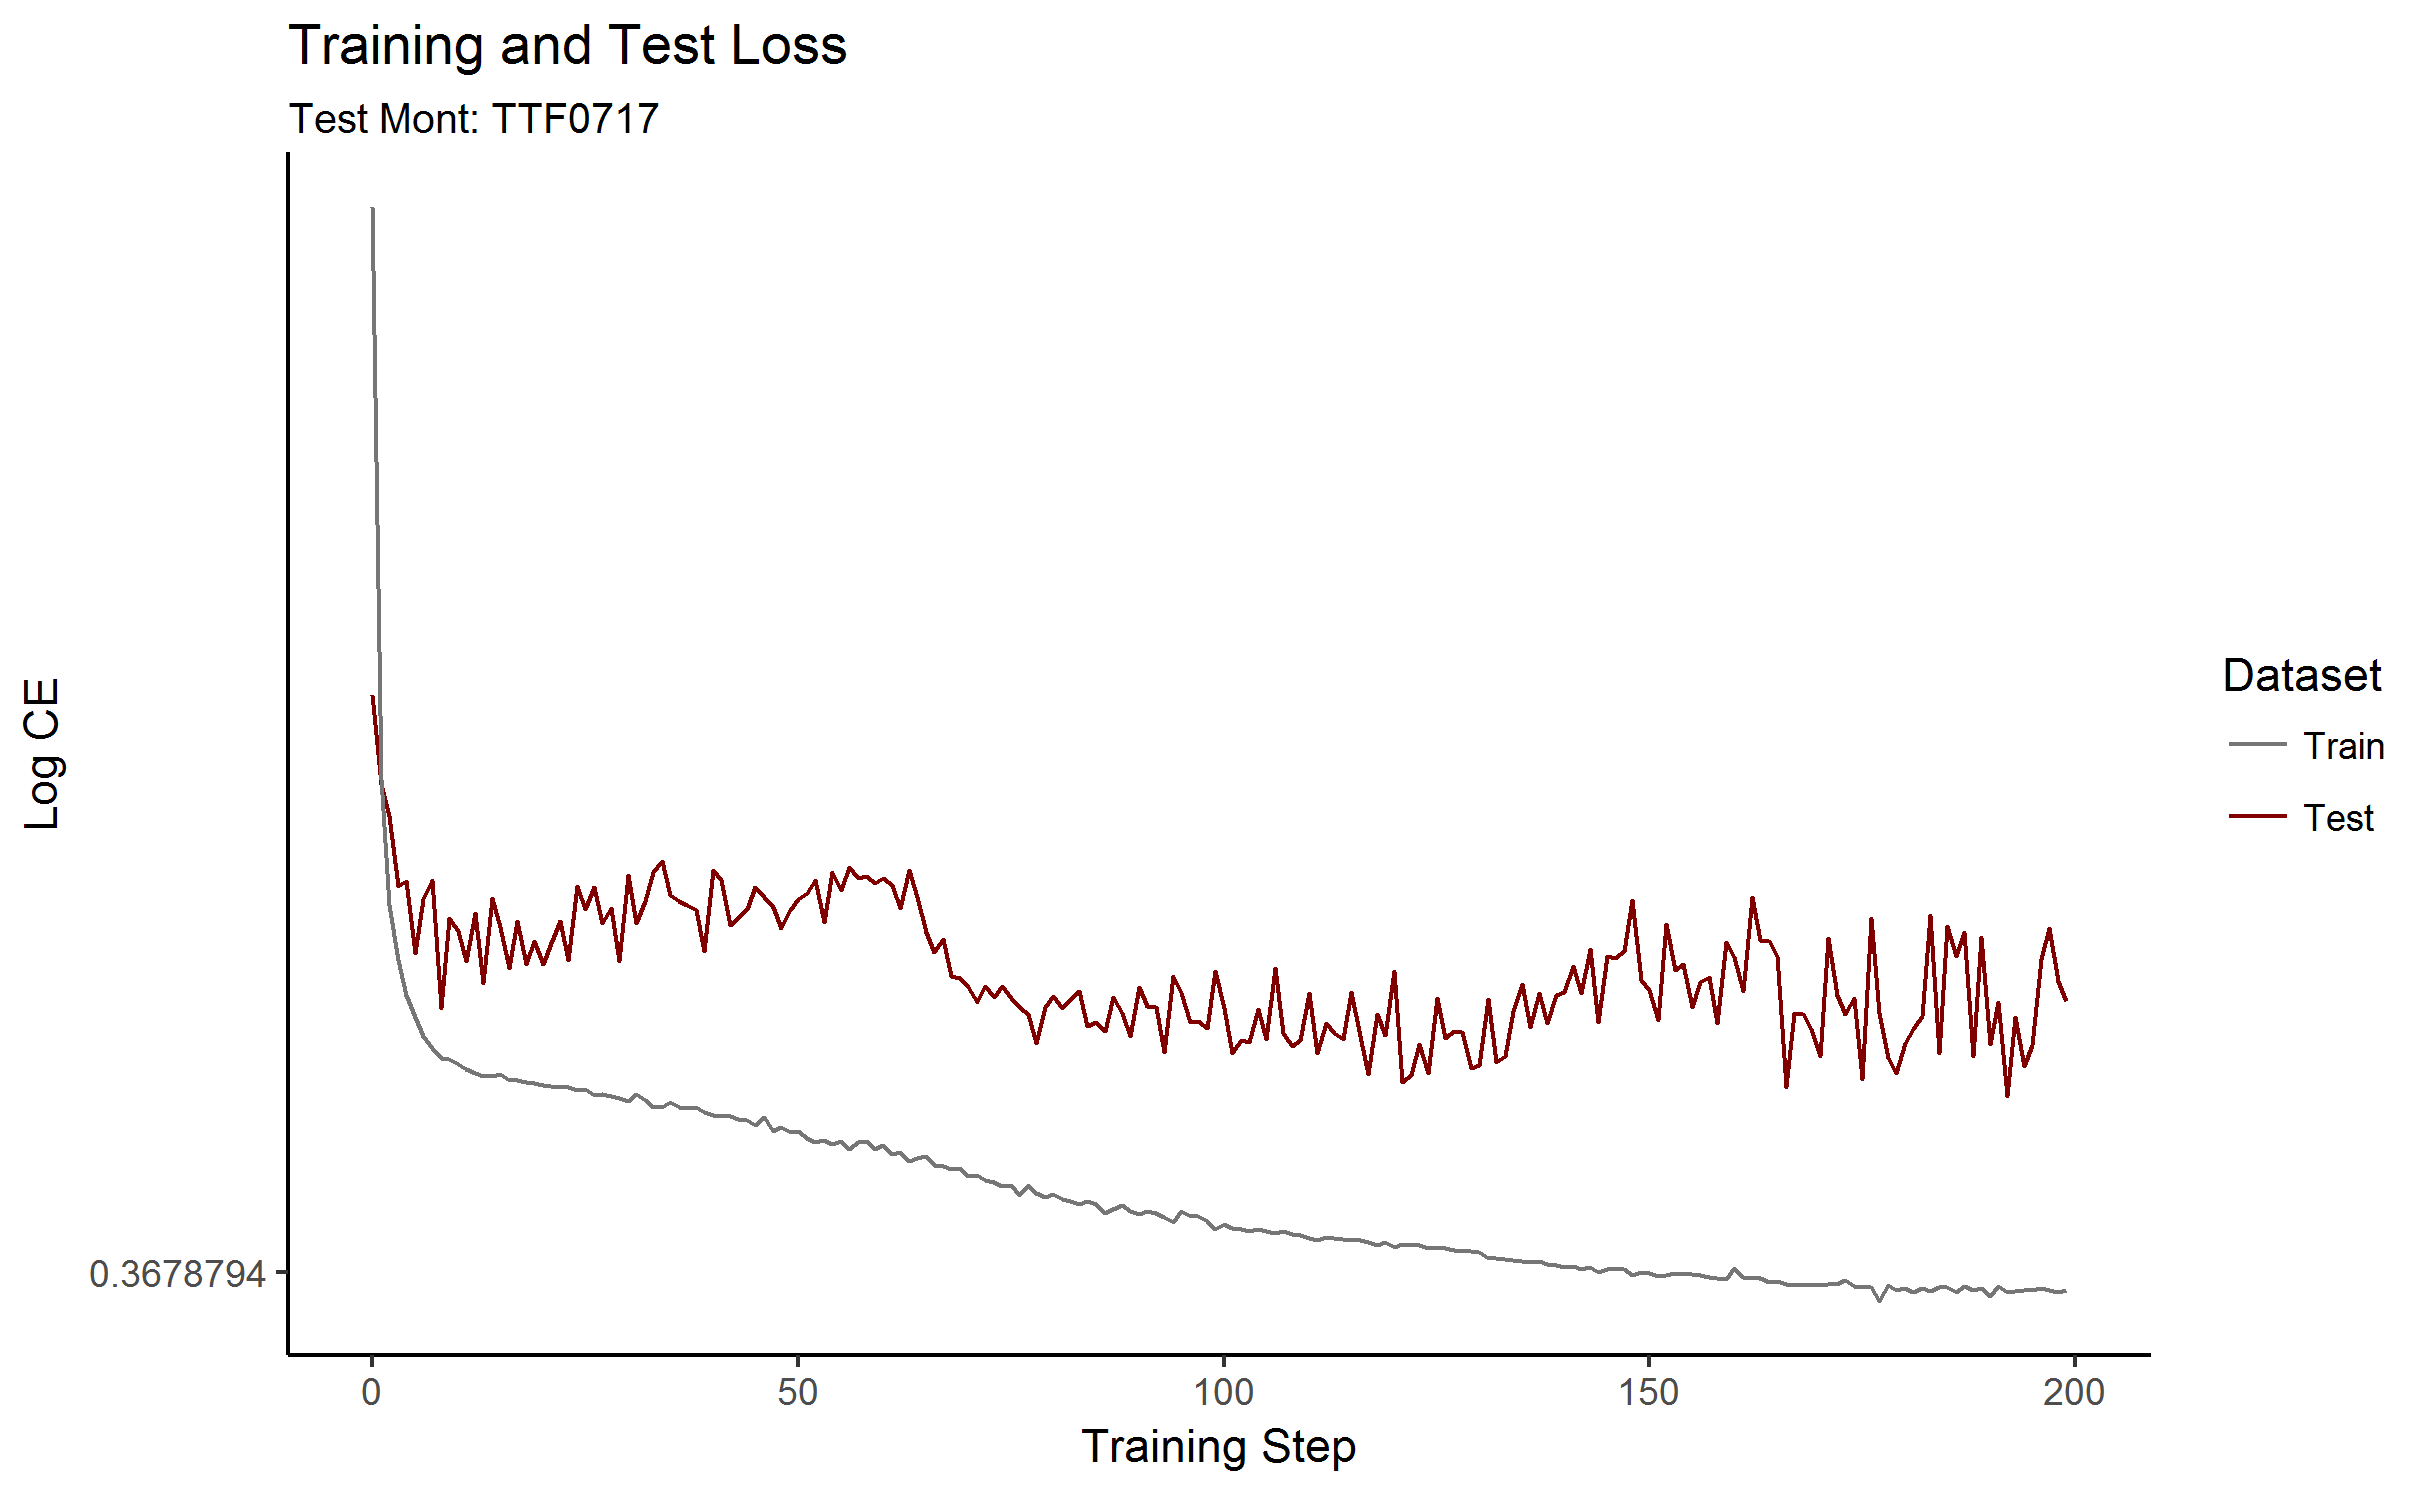 Training and Test Loss
Test Mont: TTF0717
Log CE
0.3678794
0 50 100 150 200
Training Step
Dataset
Train
Test